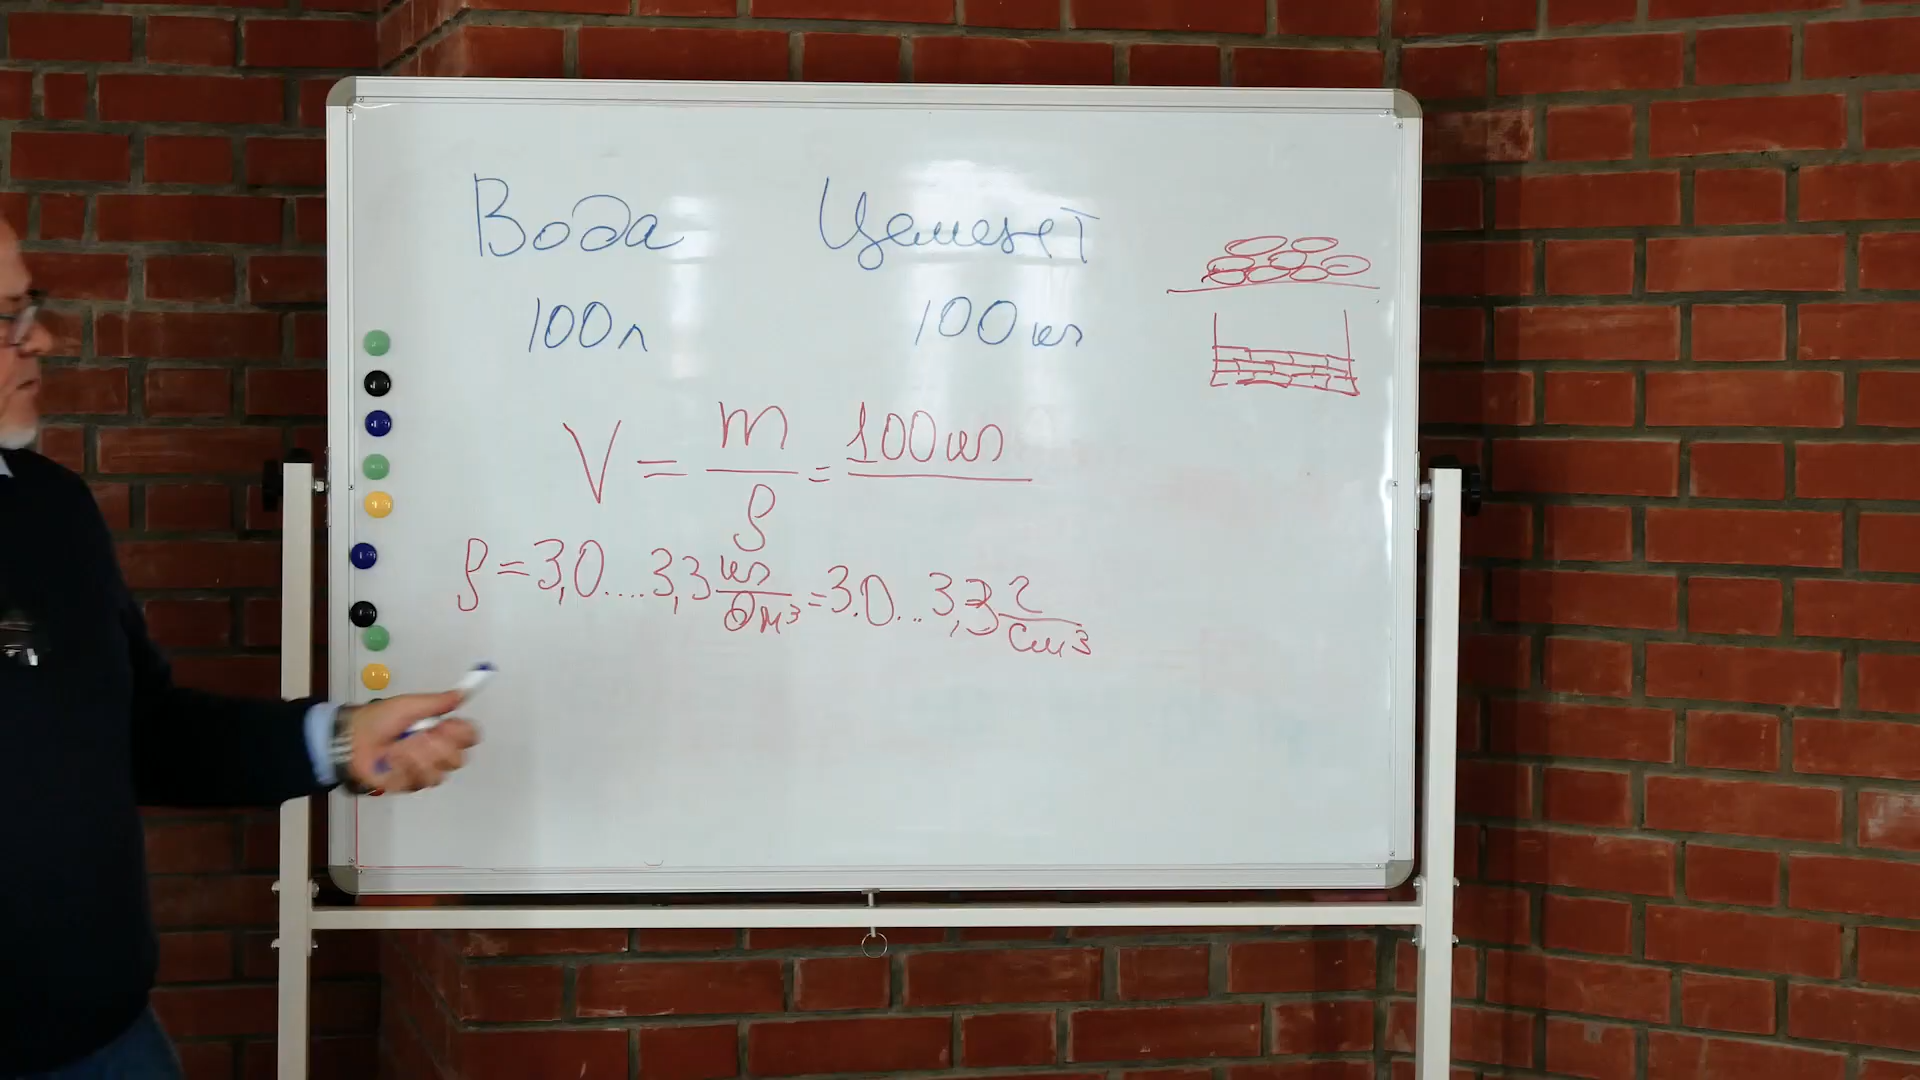 Вода Цемент
100л 100кг
V = m/ρ = 100кг
ρ = 3,0....3,3 кг/дм³ = 3.0...3,3 г/см³